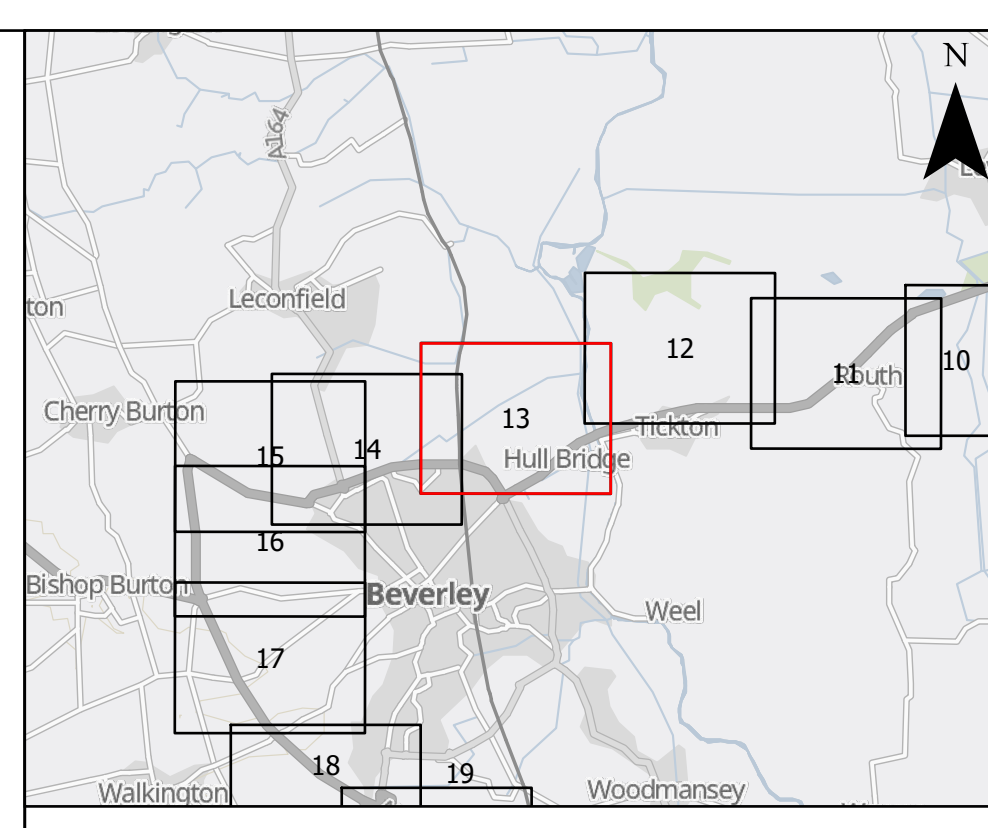 N
A164
Leconfield
ton
12
10
11
Routh
Cherry Burton
13
Tickton
14
15
Hull Bridge
16
Bishop Burton
Beverley
Weel
17
18
19
Walkington
Woodmansey